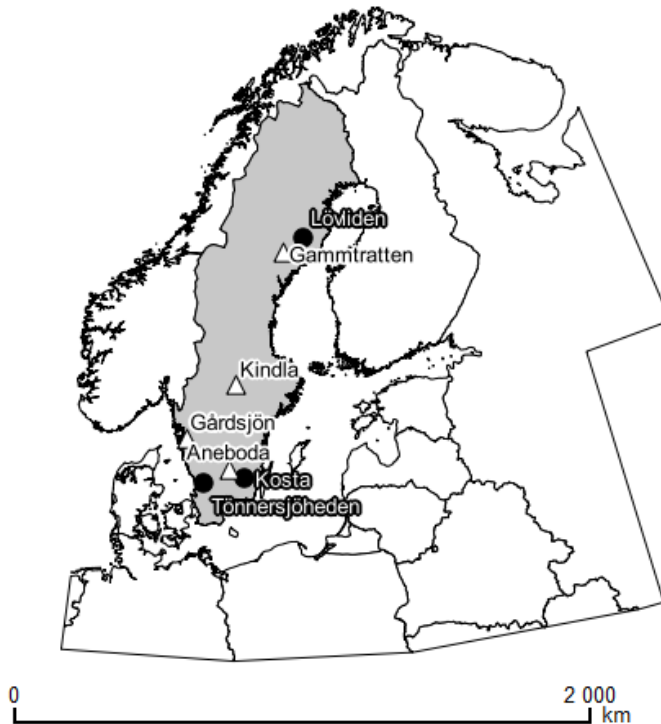 Lövliden
Gammtratten
Kindla
Gårdsjön
Aneboda
Kosta
Tönnersjöheden
0 2 000
km